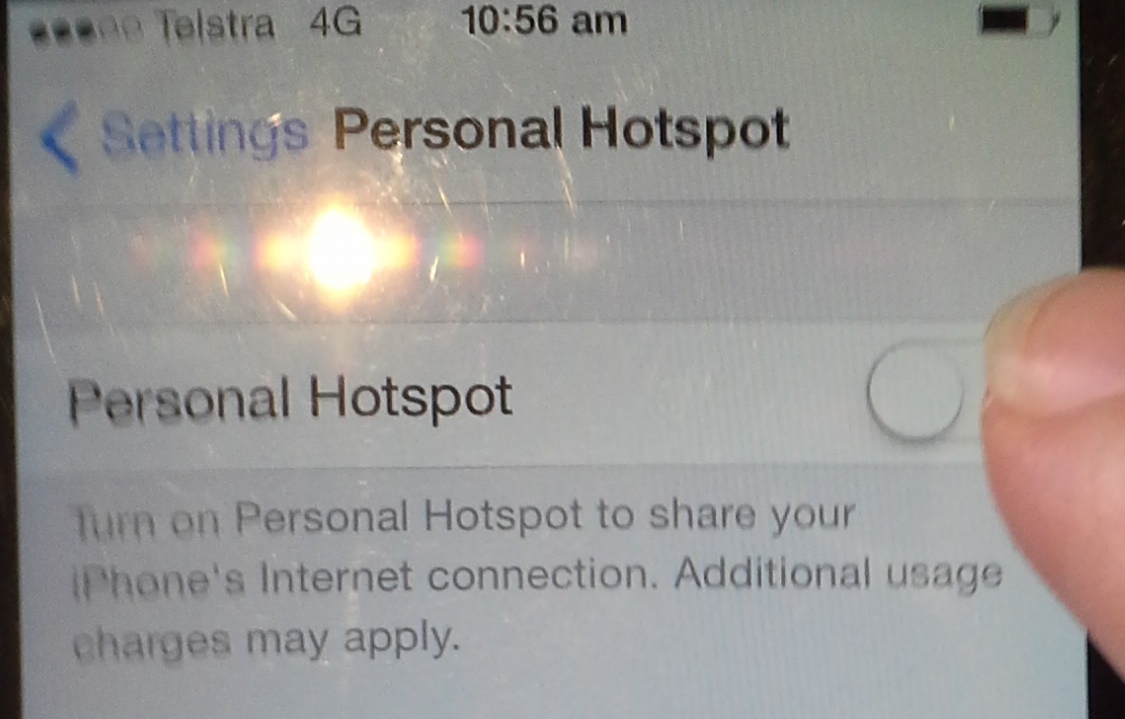 Telstra 4G 10:56 am
Settings Personal Hotspot
Personal Hotspot
Turn on Personal Hotspot to share your
iPhone's Internet connection. Additional usage
charges may apply.